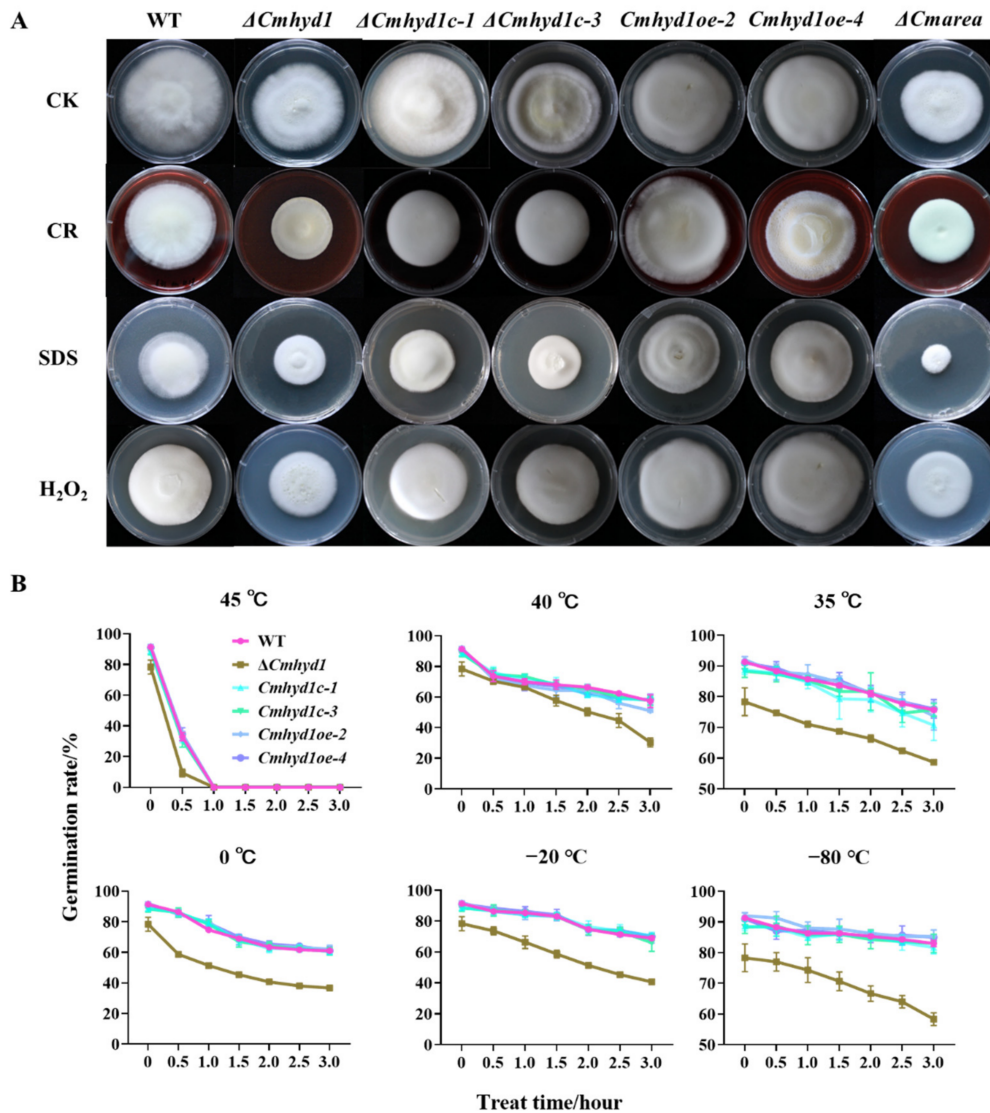 A
WT ΔCmhyd1 ΔCmhyd1c-1 ΔCmhyd1c-3 Cmhyd1oe-2 Cmhyd1oe-4 ΔCmarea
CK
CR
SDS
H₂O₂
B
45 ℃ 40 ℃ 35 ℃
100 80 60 40 20 0
WT
ΔCmhyd1
Cmhyd1c-1
Cmhyd1c-3
Cmhyd1oe-2
Cmhyd1oe-4
0 0.5 1.0 1.5 2.0 2.5 3.0
100 80 60 40 20 0
0 0.5 1.0 1.5 2.0 2.5 3.0
100 90 80 70 60 50
0 0.5 1.0 1.5 2.0 2.5 3.0
Germination rate/%
0 ℃ −20 °C −80 °C
100 80 60 40 20 0
0 0.5 1.0 1.5 2.0 2.5 3.0
100 80 60 40 20 0
0 0.5 1.0 1.5 2.0 2.5 3.0
100 90 80 70 60 50
0 0.5 1.0 1.5 2.0 2.5 3.0
Treat time/hour